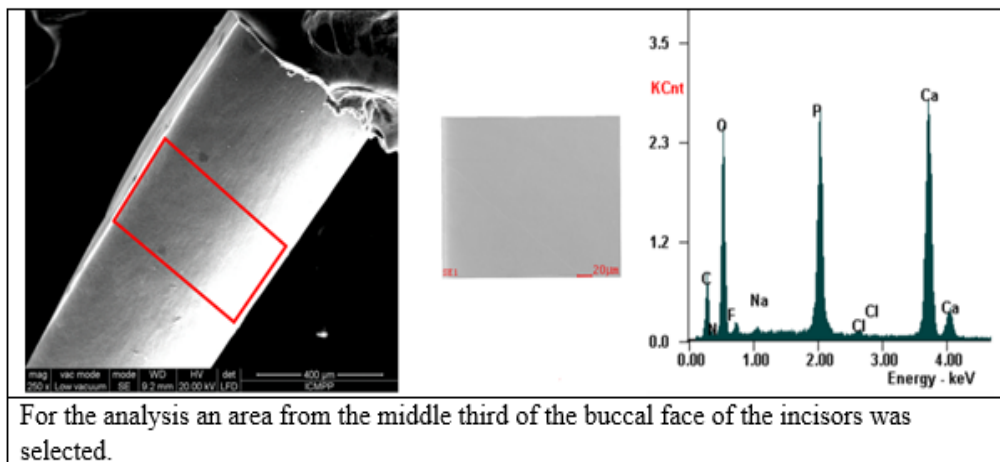 mag vac mode mode WD HV det
250 x Low vacuum SE 9.2 mm 20.00 kV LFD
400 µm
ICMPP
SE1
20µm
3.5
KCnt
2.3
1.2
0.0
C
N
O
F
Na
P
Cl
Cl
Ca
Ca
0.00 1.00 2.00 3.00 4.00
Energy - keV
For the analysis an area from the middle third of the buccal face of the incisors was
selected.